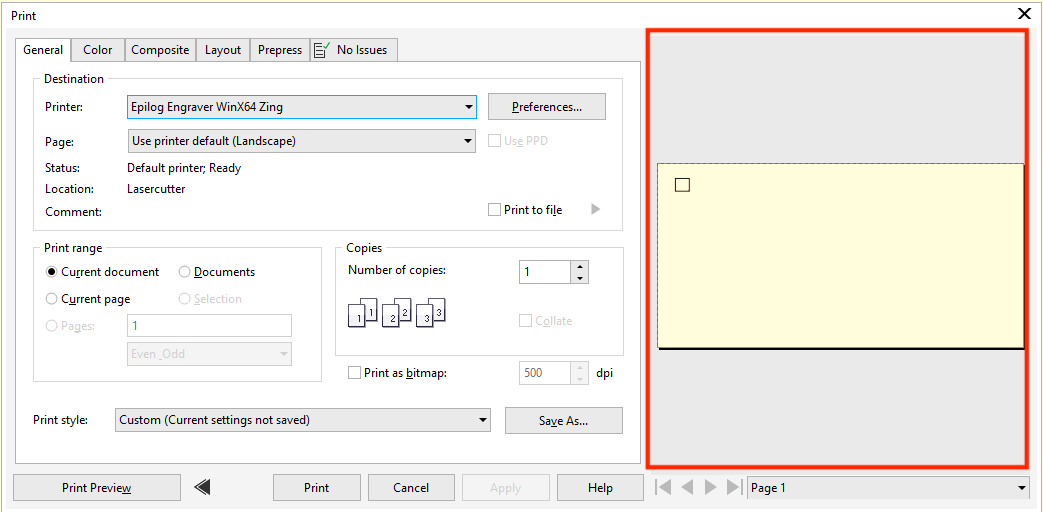 Print
General Color Composite Layout Prepress No Issues
Destination
Printer: Epilog Engraver WinX64 Zing Preferences...
Page: Use printer default (Landscape) Use PPD
Status: Default printer; Ready
Location: Lasercutter
Comment: Print to file
Print range
Current document Documents
Current page Selection
Pages: 1
Even_Odd
Copies
Number of copies: 1
1 1 2 2 3 3
Collate
Print as bitmap: 500 dpi
Print style: Custom (Current settings not saved) Save As...
Print Preview Print Cancel Apply Help Page 1